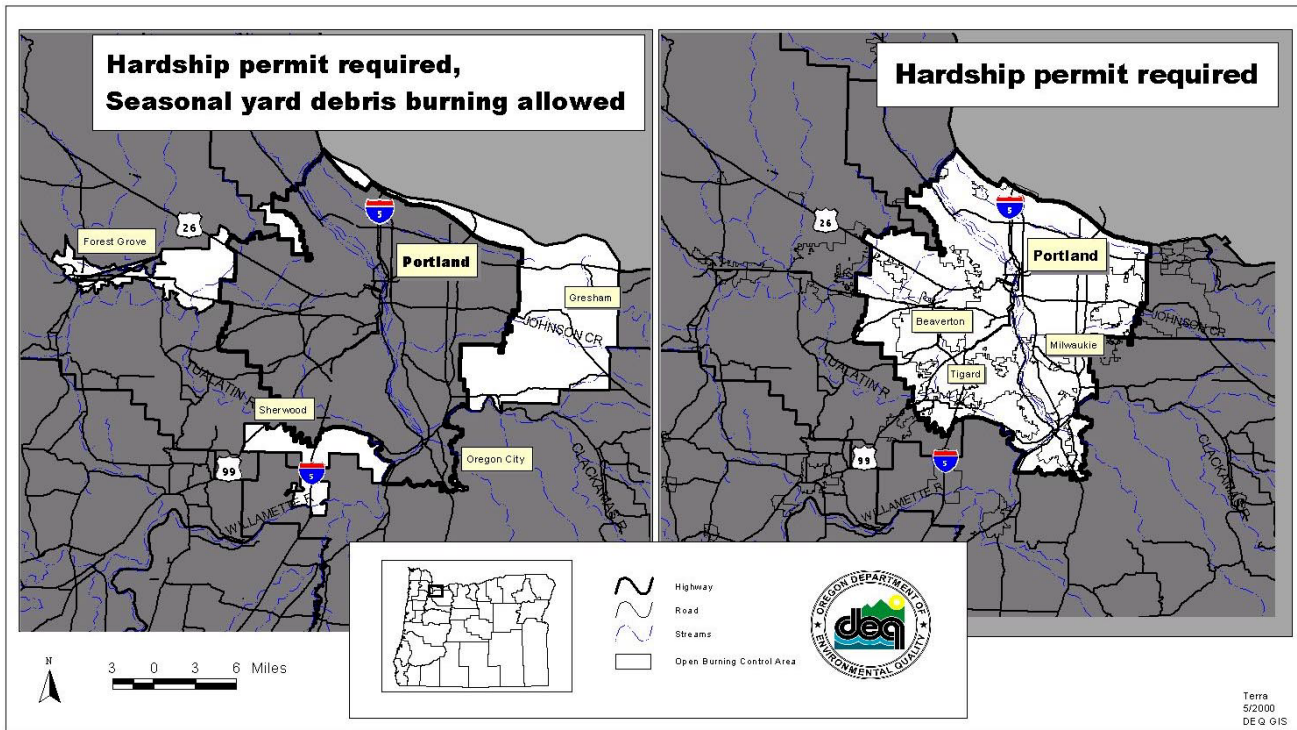 Hardship permit required,
Seasonal yard debris burning allowed
26
Forest Grove
5
Portland
Gresham
JOHNSON CR
TUALATIN R
Sherwood
99
5
Oregon City
WILLAMETTE R
CLACKAMAS R
Hardship permit required
26
5
Portland
JOHNSON CR
Beaverton
Milwaukie
TUALATIN R
Tigard
99
5
WILLAMETTE R
CLACKAMAS R
N
3 0 3 6 Miles
Highway
Road
Streams
Open Burning Control Area
OREGON DEPARTMENT OF
deq
ENVIRONMENTAL QUALITY
Terra
5/2000
DEQ GIS